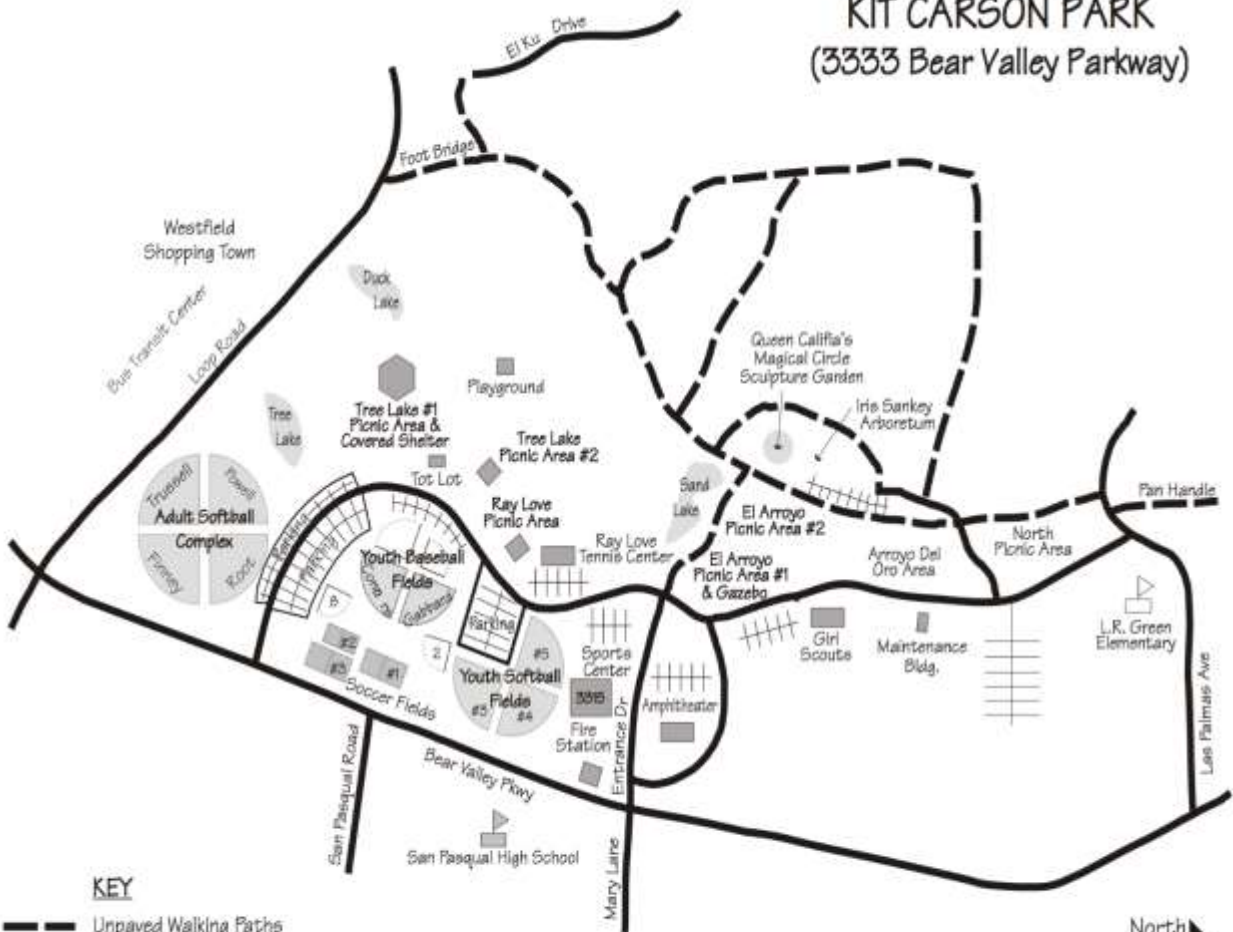 KIT CARSON PARK
(3333 Bear Valley Parkway)
El Ku Drive
Foot Bridge
Westfield
Shopping Town
Bus Transit Center
Loop Road
Duck
Lake
Queen Califia's
Magical Circle
Sculpture Garden
Iris Sankey
Arboretum
Playground
Tree Lake #1
Picnic Area &
Covered Shelter
Tree
Lake
Tree Lake
Picnic Area #2
Tot Lot
Sand
Lake
Pan Handle
Trussell
Powell
Adult Softball
Complex
Finney
Root
Parking
Parking
Ray Love
Picnic Area
El Arroyo
Picnic Area #2
North
Picnic Area
Ray Love
Tennis Center
Youth Baseball
Fields
El Arroyo
Picnic Area #1
& Gazebo
Arroyo Del
Oro Area
8
Parking
2
#2
#3
#1
Soccer Fields
#5
Youth Softball
Fields
#3
#4
Sports
Center
3315
Fire
Station
Entrance Dr
Amphitheater
Girl
Scouts
Maintenance
Bldg.
L.R. Green
Elementary
Las Palmas Ave
San Pasqual Road
Bear Valley Pkwy
San Pasqual High School
Mary Lane
KEY
Unpaved Walking Paths
North